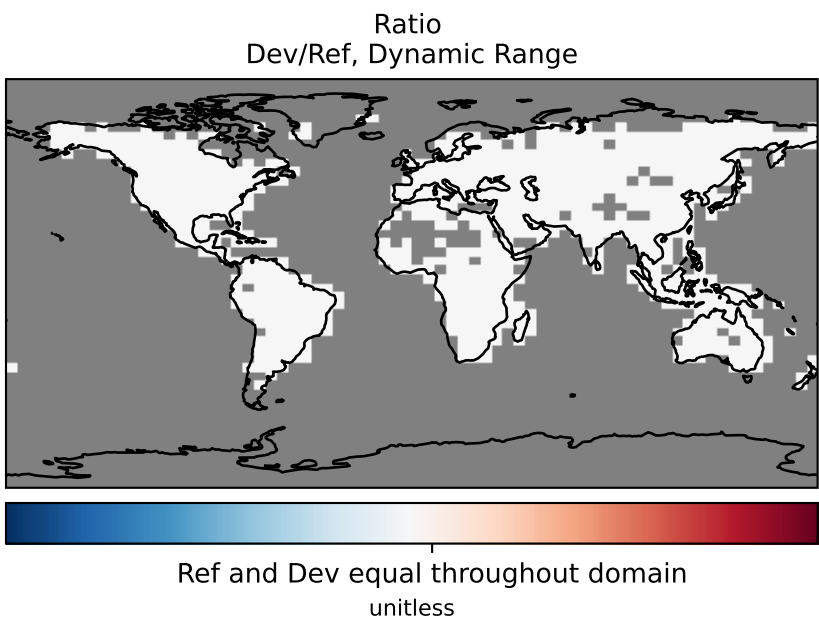 Ratio
Dev/Ref, Dynamic Range
Ref and Dev equal throughout domain
unitless